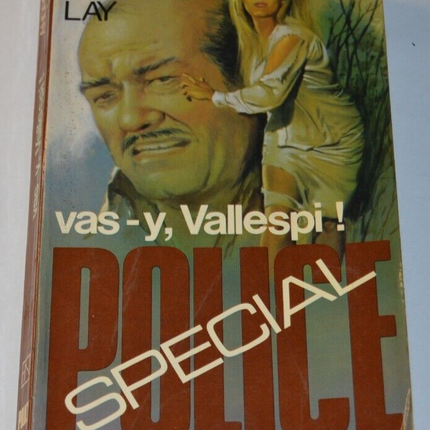 LAY
vas-y, Vallespi !
SPECIAL
POLICE